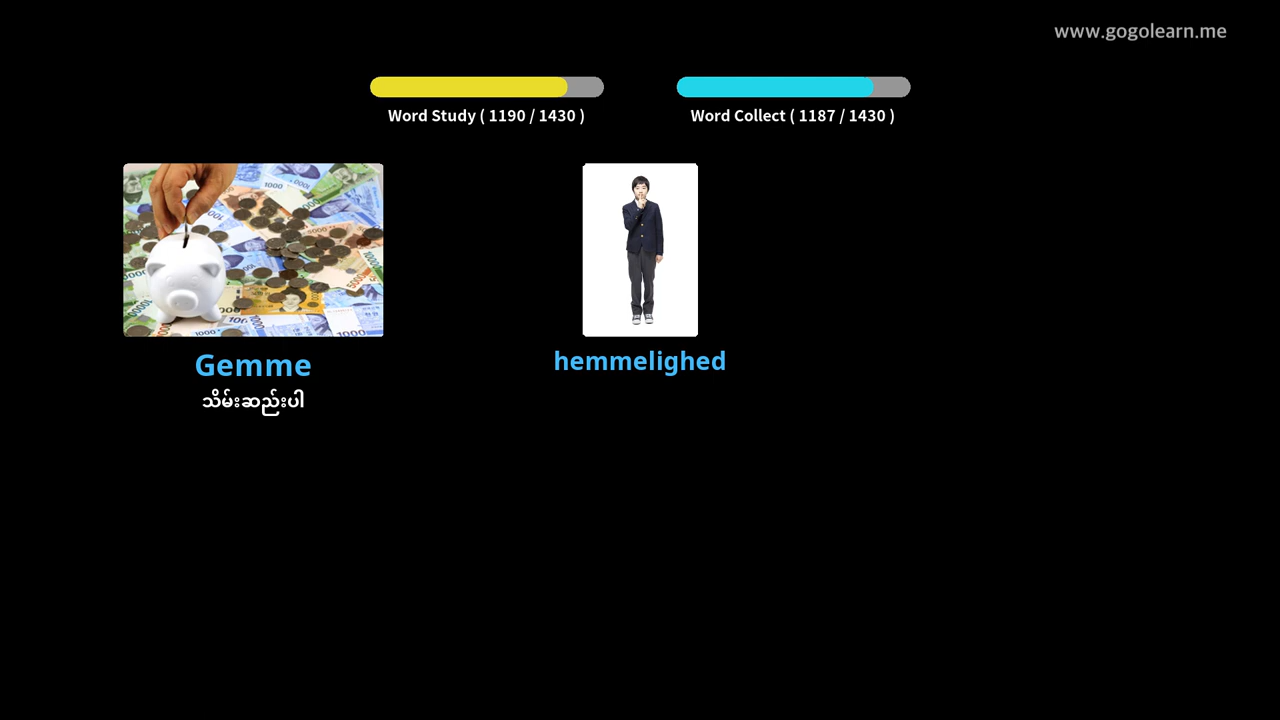 www.gogolearn.me
Word Study ( 1190 / 1430 )
Word Collect ( 1187 / 1430 )
Gemme
သိမ်းဆည်းပါ
hemmelighed